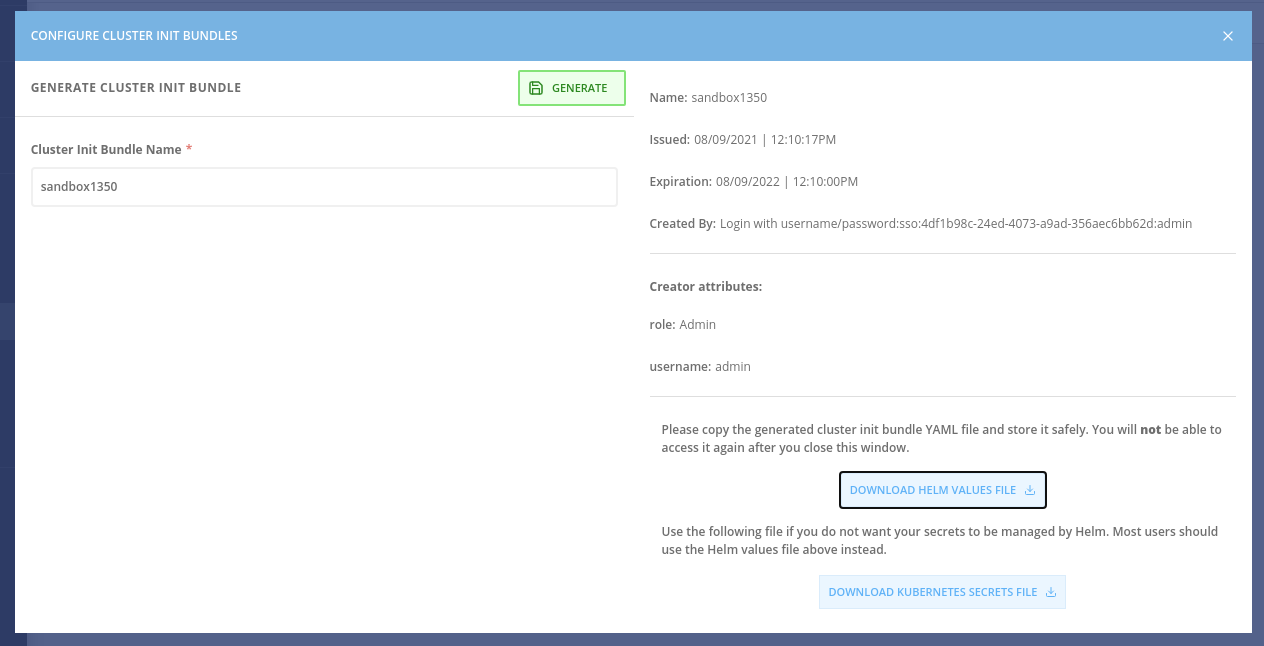 CONFIGURE CLUSTER INIT BUNDLES
GENERATE CLUSTER INIT BUNDLE
GENERATE
Cluster Init Bundle Name *
sandbox1350
Name: sandbox1350
Issued: 08/09/2021 | 12:10:17PM
Expiration: 08/09/2022 | 12:10:00PM
Created By: Login with username/password:sso:4df1b98c-24ed-4073-a9ad-356aec6bb62d:admin
Creator attributes:
role: Admin
username: admin
Please copy the generated cluster init bundle YAML file and store it safely. You will not be able to
access it again after you close this window.
DOWNLOAD HELM VALUES FILE
Use the following file if you do not want your secrets to be managed by Helm. Most users should
use the Helm values file above instead.
DOWNLOAD KUBERNETES SECRETS FILE